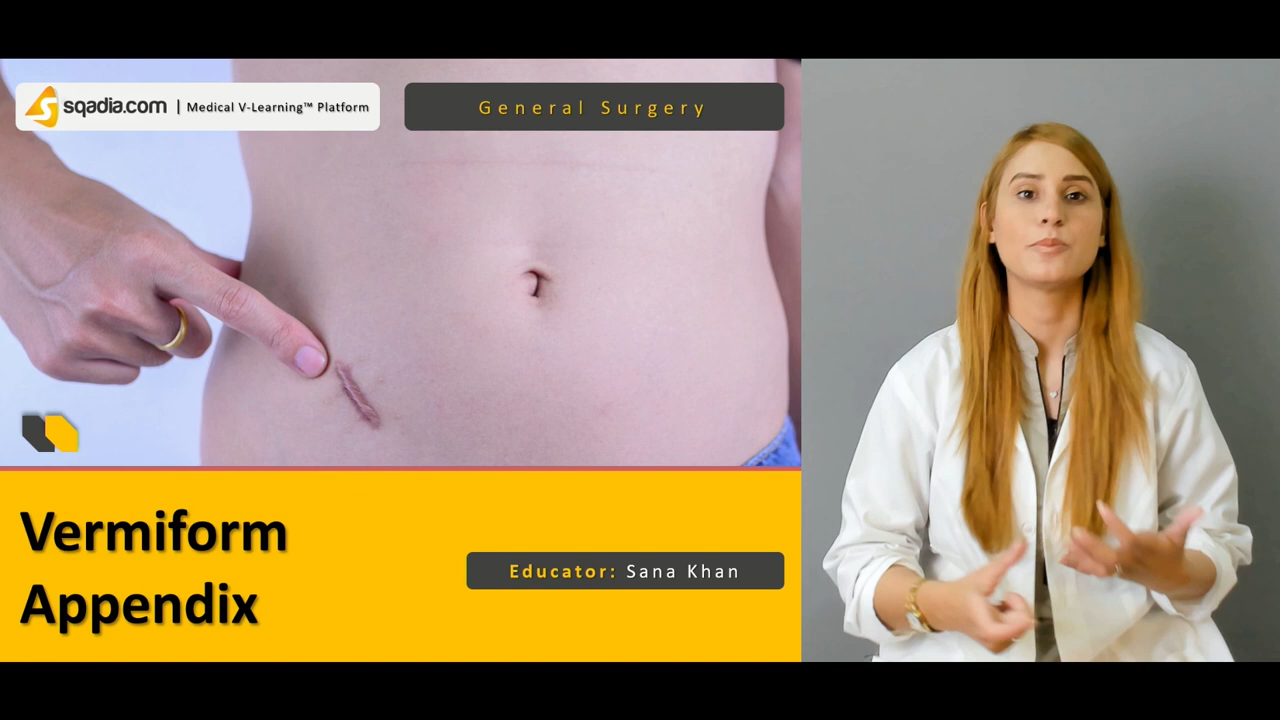 sqadia.com | Medical V-Learning™ Platform
General Surgery
Vermiform
Appendix
Educator: Sana Khan